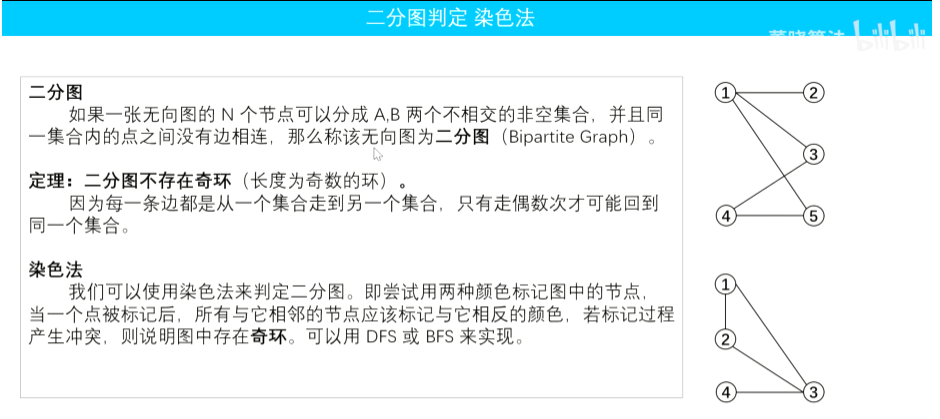 二分图判定 染色法
bilibili
二分图
如果一张无向图的 N 个节点可以分成 A,B 两个不相交的非空集合，并且同
一集合内的点之间没有边相连，那么称该无向图为二分图（Bipartite Graph）。
定理：二分图不存在奇环（长度为奇数的环）。
因为每一条边都是从一个集合走到另一个集合，只有走偶数次才可能回到
同一个集合。
染色法
我们可以使用染色法来判定二分图。即尝试用两种颜色标记图中的节点，
当一个点被标记后，所有与它相邻的节点应该标记与它相反的颜色，若标记过程
产生冲突，则说明图中存在奇环。可以用 DFS 或 BFS 来实现。
1 2
3
4 5
1
2
4 3